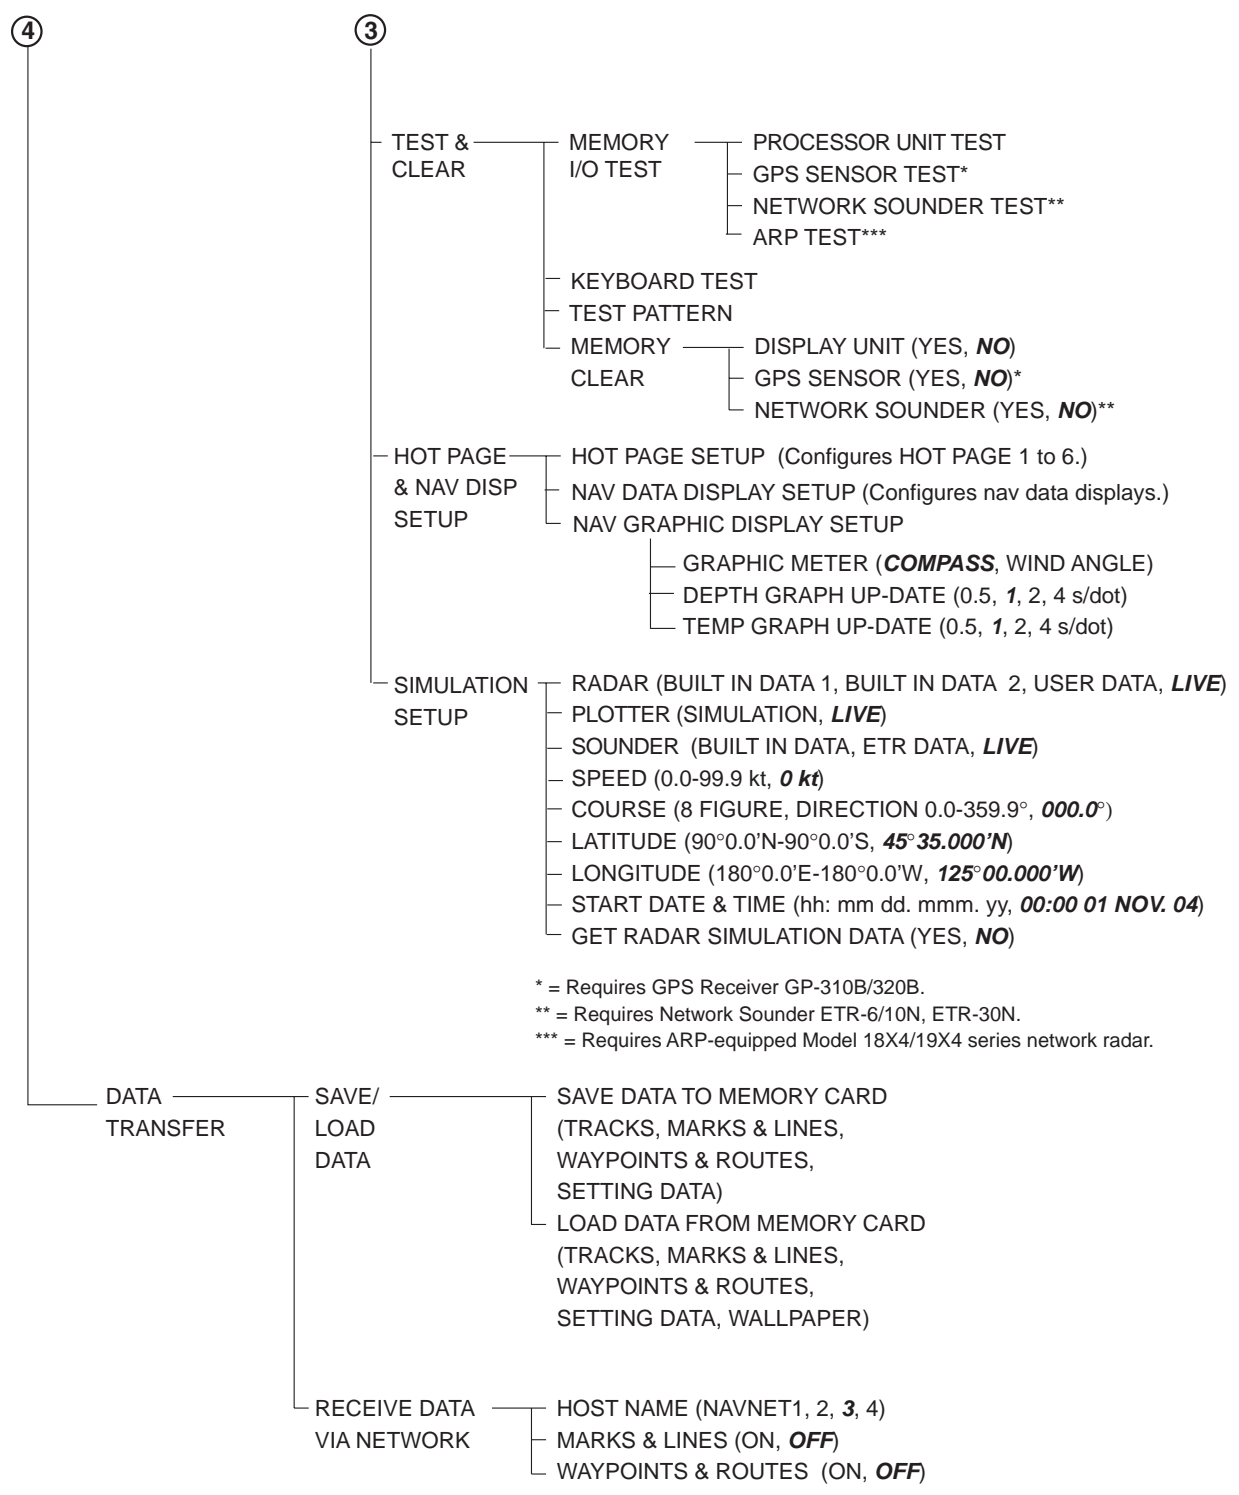 4 3
TEST & MEMORY PROCESSOR UNIT TEST
CLEAR I/O TEST GPS SENSOR TEST*
NETWORK SOUNDER TEST**
ARP TEST***
KEYBOARD TEST
TEST PATTERN
MEMORY DISPLAY UNIT (YES, NO)
CLEAR GPS SENSOR (YES, NO)*
NETWORK SOUNDER (YES, NO)**
HOT PAGE HOT PAGE SETUP (Configures HOT PAGE 1 to 6.)
& NAV DISP NAV DATA DISPLAY SETUP (Configures nav data displays.)
SETUP NAV GRAPHIC DISPLAY SETUP
GRAPHIC METER (COMPASS, WIND ANGLE)
DEPTH GRAPH UP-DATE (0.5, 1, 2, 4 s/dot)
TEMP GRAPH UP-DATE (0.5, 1, 2, 4 s/dot)
SIMULATION RADAR (BUILT IN DATA 1, BUILT IN DATA 2, USER DATA, LIVE)
SETUP PLOTTER (SIMULATION, LIVE)
SOUNDER (BUILT IN DATA, ETR DATA, LIVE)
SPEED (0.0-99.9 kt, 0 kt)
COURSE (8 FIGURE, DIRECTION 0.0-359.9°, 000.0°)
LATITUDE (90°0.0’N-90°0.0’S, 45°35.000’N)
LONGITUDE (180°0.0’E-180°0.0’W, 125°00.000’W)
START DATE & TIME (hh: mm dd. mmm. yy, 00:00 01 NOV. 04)
GET RADAR SIMULATION DATA (YES, NO)
* = Requires GPS Receiver GP-310B/320B.
** = Requires Network Sounder ETR-6/10N, ETR-30N.
*** = Requires ARP-equipped Model 18X4/19X4 series network radar.
DATA SAVE/ SAVE DATA TO MEMORY CARD
TRANSFER LOAD (TRACKS, MARKS & LINES,
DATA WAYPOINTS & ROUTES,
SETTING DATA)
LOAD DATA FROM MEMORY CARD
(TRACKS, MARKS & LINES,
WAYPOINTS & ROUTES,
SETTING DATA, WALLPAPER)
RECEIVE DATA HOST NAME (NAVNET1, 2, 3, 4)
VIA NETWORK MARKS & LINES (ON, OFF)
WAYPOINTS & ROUTES (ON, OFF)